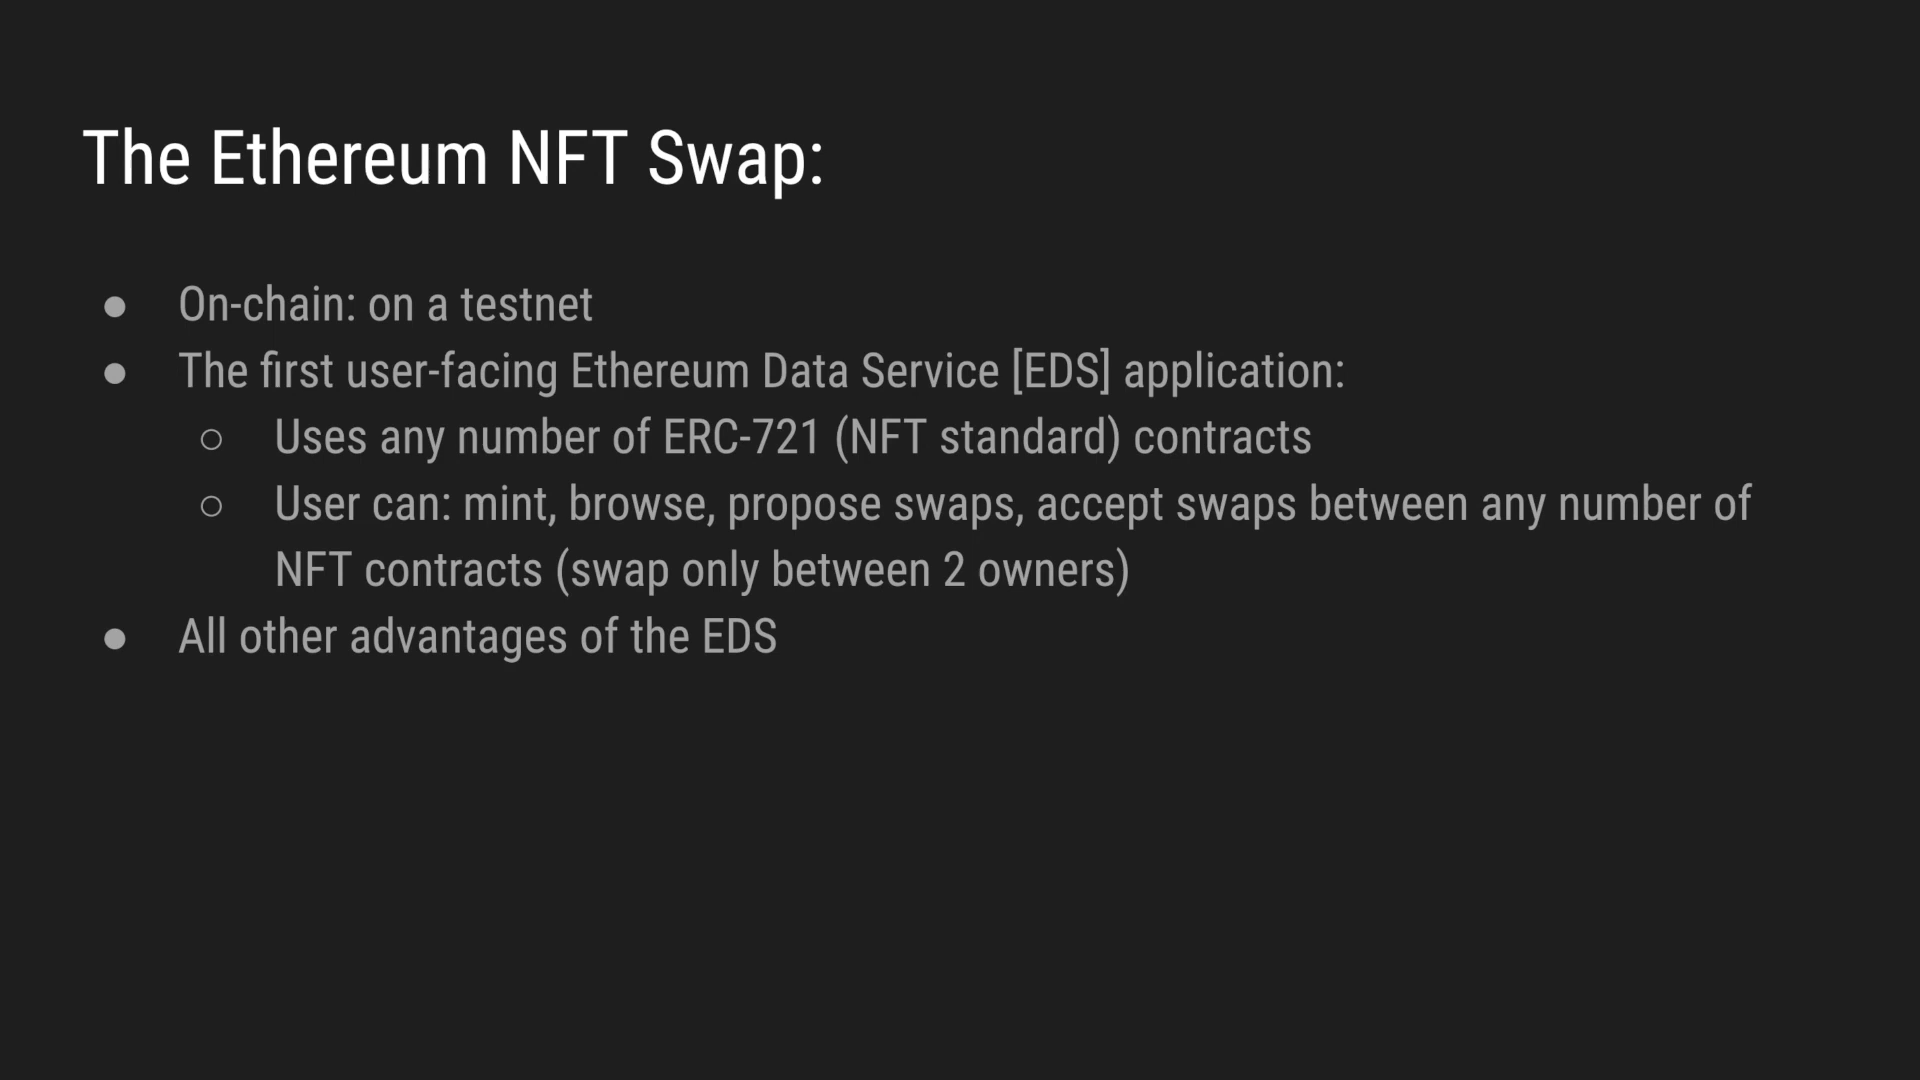 The Ethereum NFT Swap:
● On-chain: on a testnet
● The first user-facing Ethereum Data Service [EDS] application:
○ Uses any number of ERC-721 (NFT standard) contracts
○ User can: mint, browse, propose swaps, accept swaps between any number of
NFT contracts (swap only between 2 owners)
● All other advantages of the EDS